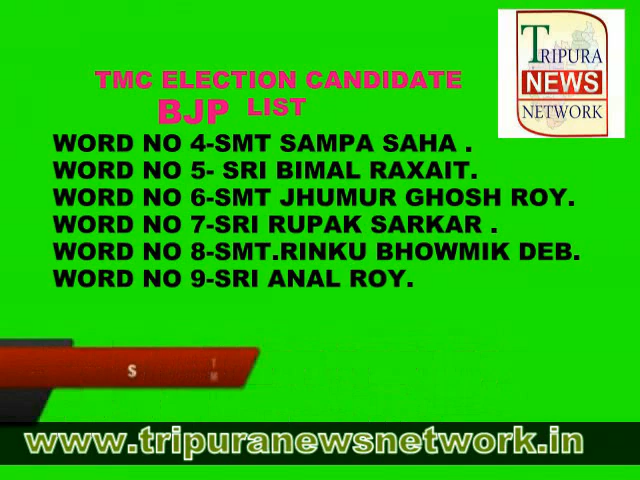 TRIPURA
NEWS
NETWORK
TMC ELECTION CANDIDATE
BJP LIST
WORD NO 4-SMT SAMPA SAHA .
WORD NO 5- SRI BIMAL RAXAIT.
WORD NO 6-SMT JHUMUR GHOSH ROY.
WORD NO 7-SRI RUPAK SARKAR .
WORD NO 8-SMT.RINKU BHOWMIK DEB.
WORD NO 9-SRI ANAL ROY.
S
www.tripuranewsnetwork.in